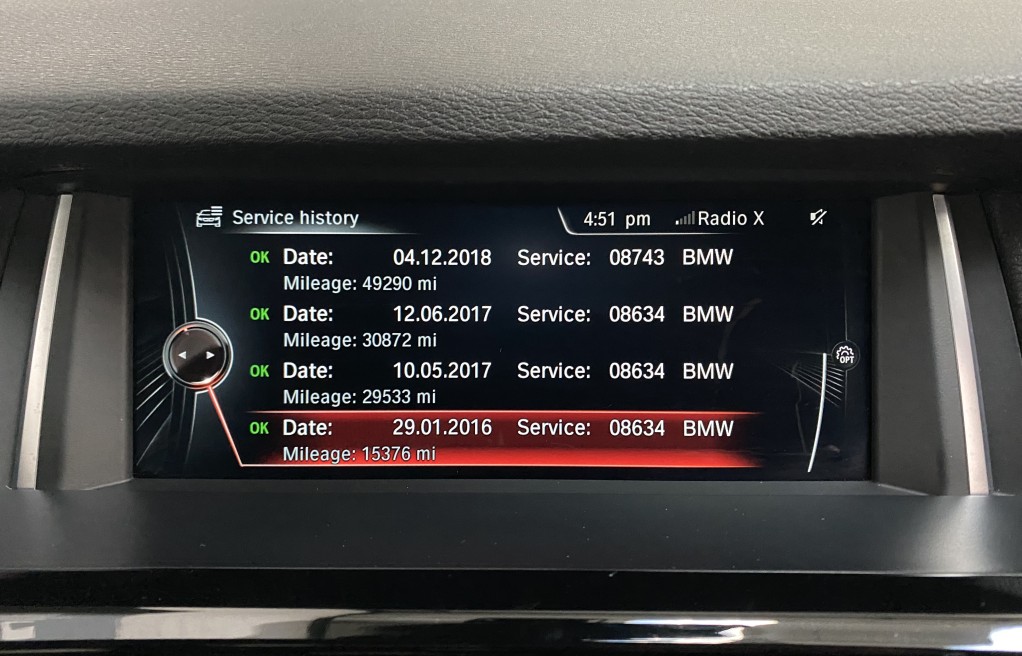 Service history 4:51 pm Radio X
OK Date: 04.12.2018 Service: 08743 BMW
Mileage: 49290 mi
OK Date: 12.06.2017 Service: 08634 BMW
Mileage: 30872 mi
OK Date: 10.05.2017 Service: 08634 BMW
Mileage: 29533 mi
OPT
OK Date: 29.01.2016 Service: 08634 BMW
Mileage: 15376 mi